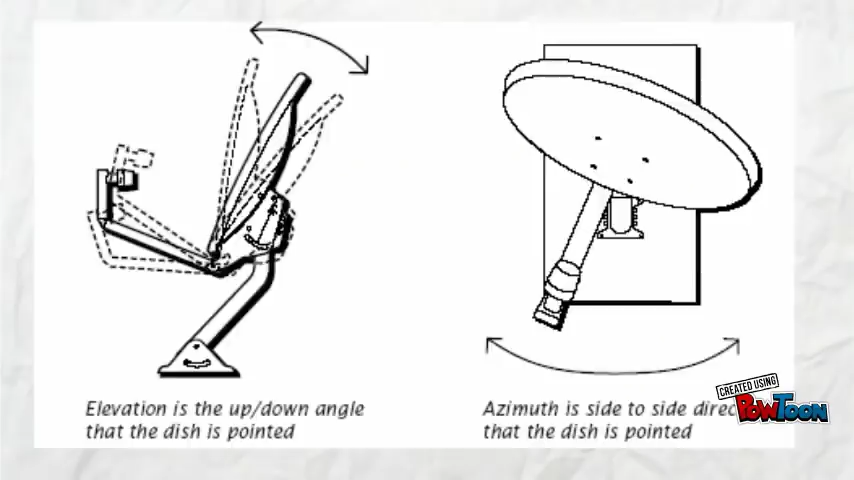 Elevation is the up/down angle
that the dish is pointed
Azimuth is side to side
that the dish is pointed
CREATED USING
POWTOON